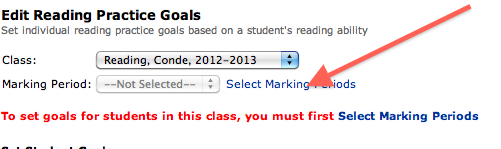 Edit Reading Practice Goals
Set individual reading practice goals based on a student's reading ability
Class: Reading, Conde, 2012-2013
Marking Period: --Not Selected-- Select Marking Periods
To set goals for students in this class, you must first Select Marking Periods